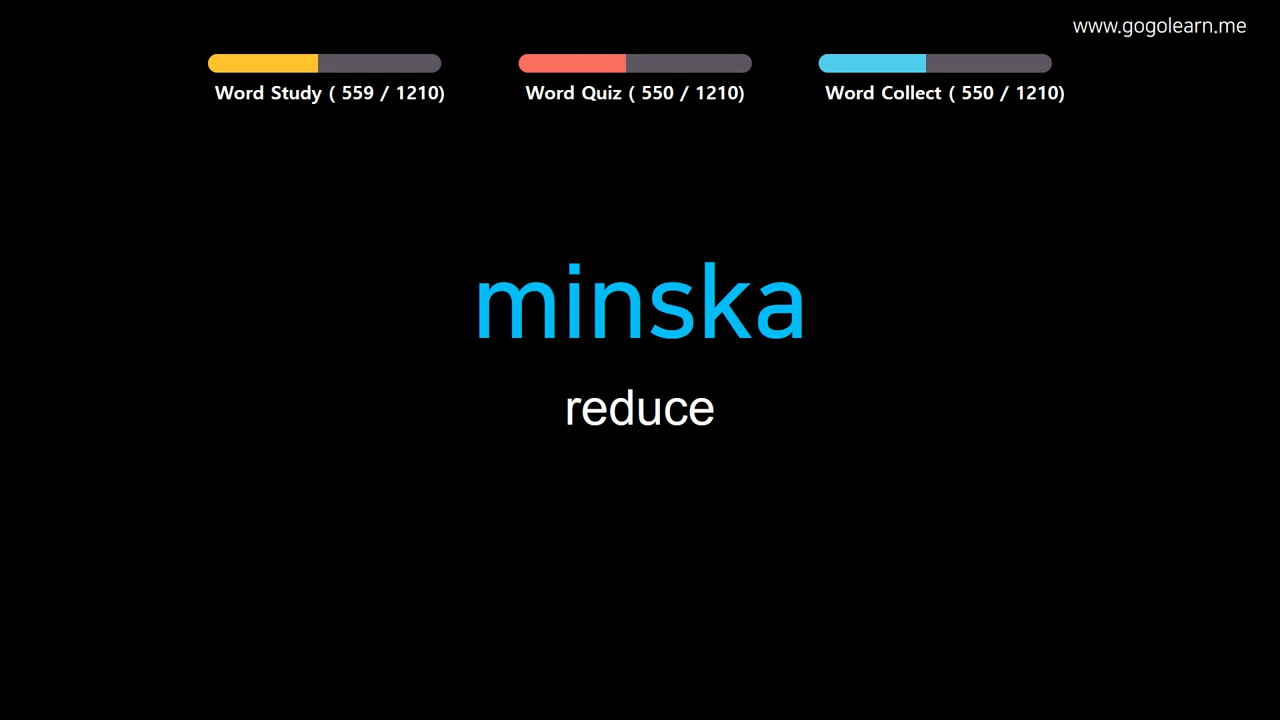 www.gogolearn.me
Word Study ( 559 / 1210)
Word Quiz ( 550 / 1210)
Word Collect ( 550 / 1210)
minska
reduce